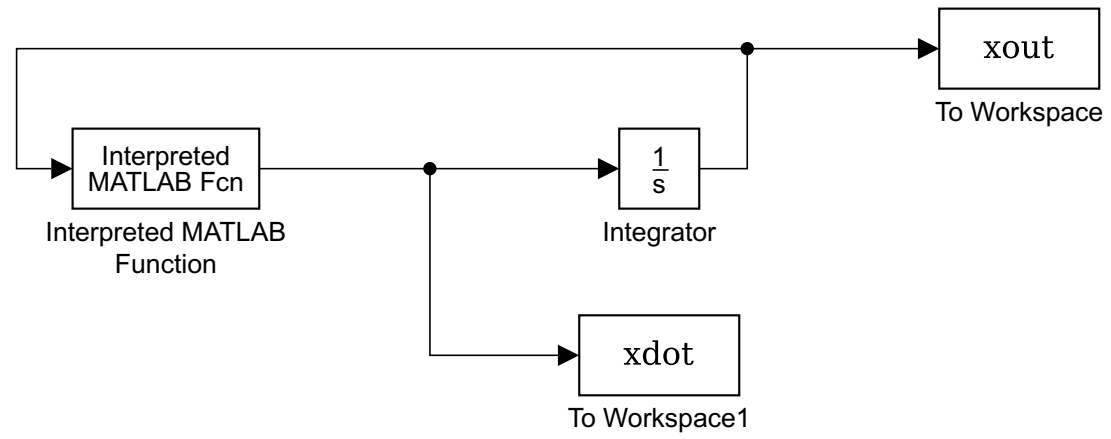 xout
To Workspace
Interpreted
MATLAB Fcn
Interpreted MATLAB
Function
1
s
Integrator
xdot
To Workspace1